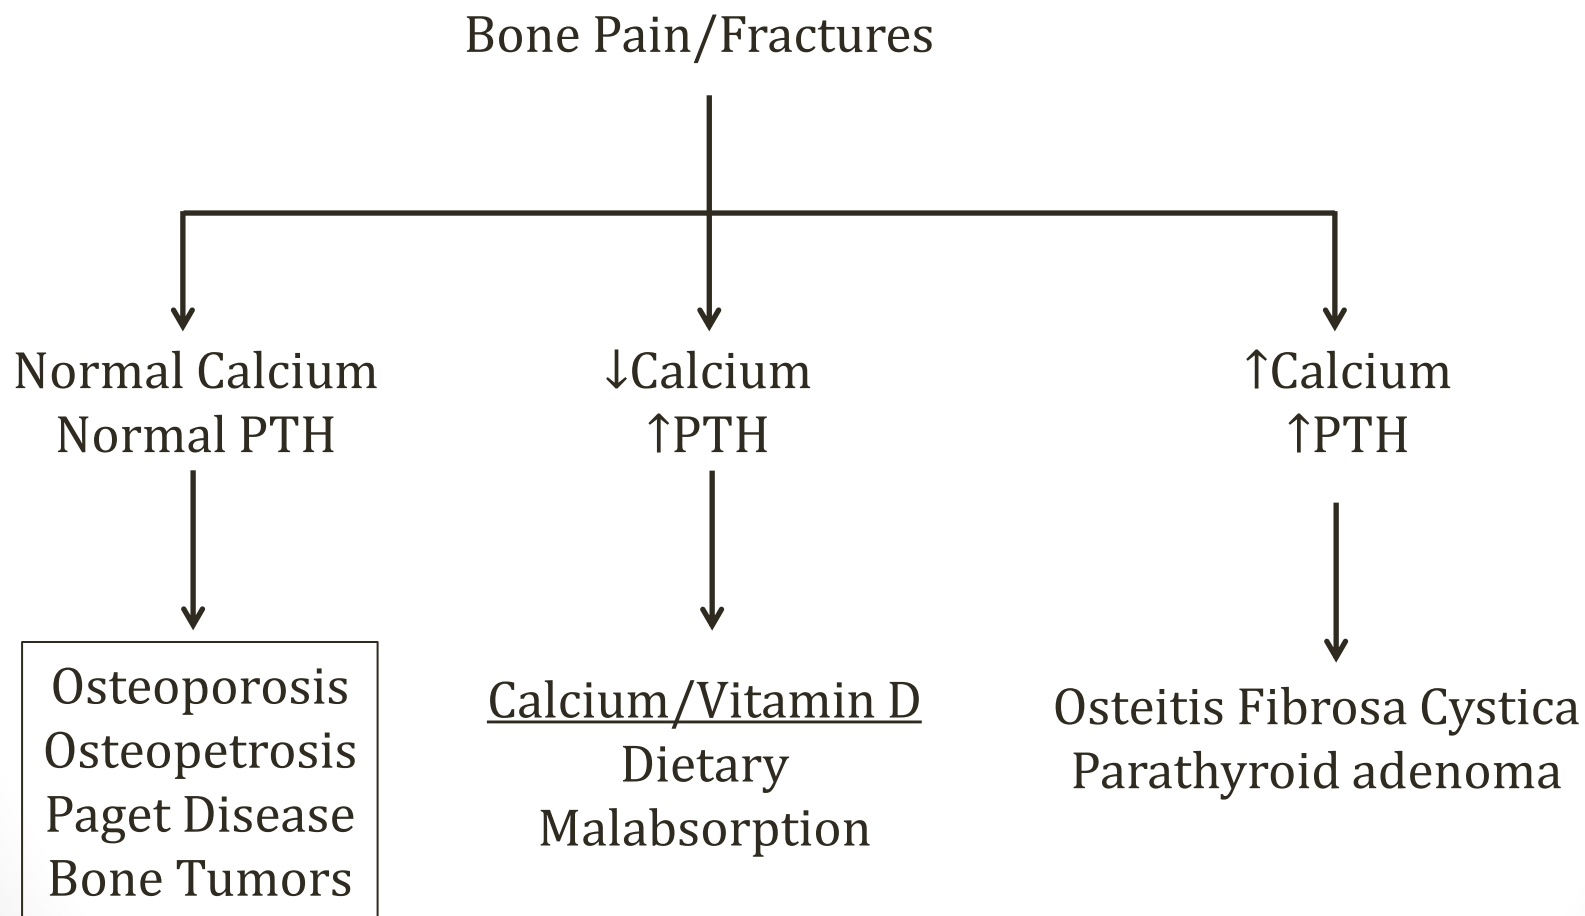 Bone Pain/Fractures
Normal Calcium
Normal PTH
↓Calcium
↑PTH
↑Calcium
↑PTH
Osteoporosis
Osteopetrosis
Paget Disease
Bone Tumors
Calcium/Vitamin D
Dietary
Malabsorption
Osteitis Fibrosa Cystica
Parathyroid adenoma